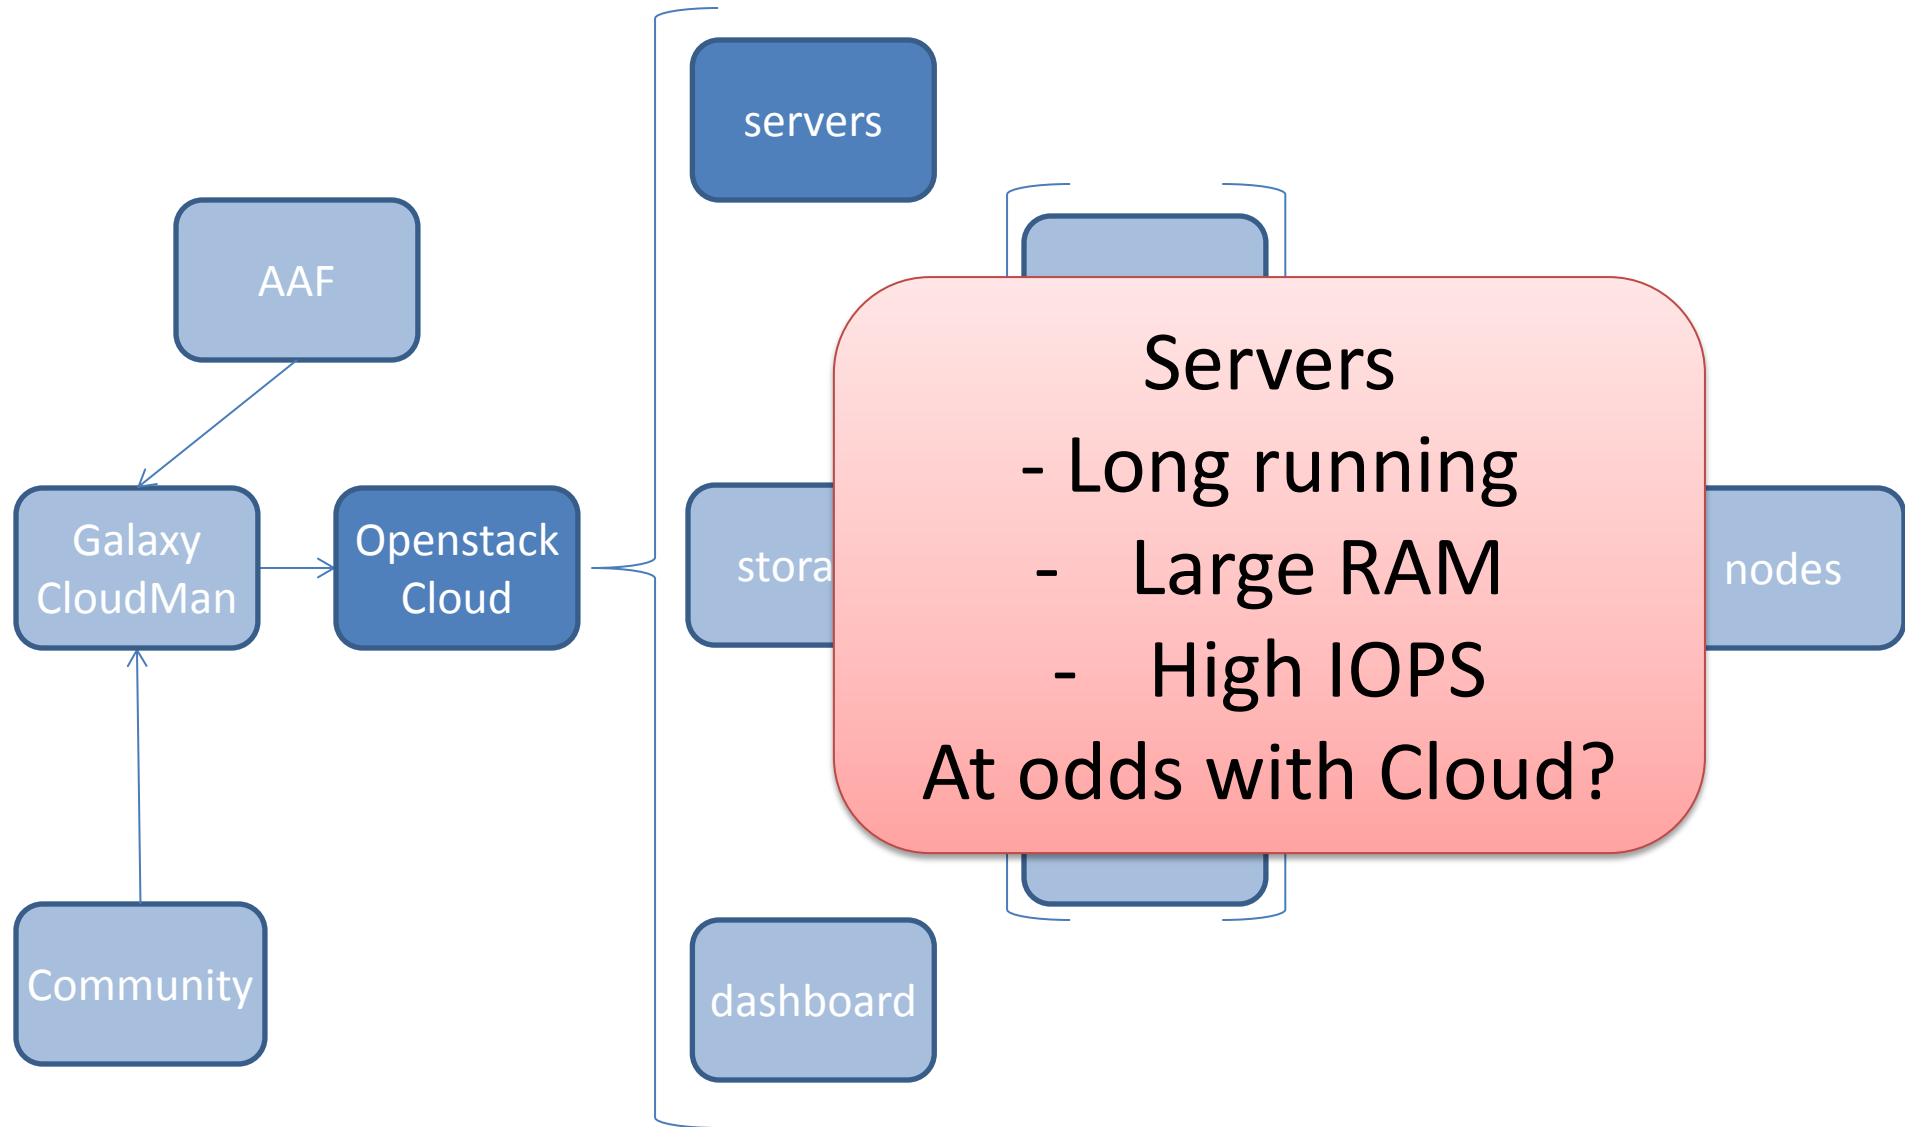 servers
AAF
Galaxy
CloudMan
Openstack
Cloud
Community
dashboard
nodes
Servers
- Long running
- Large RAM
- High IOPS
At odds with Cloud?